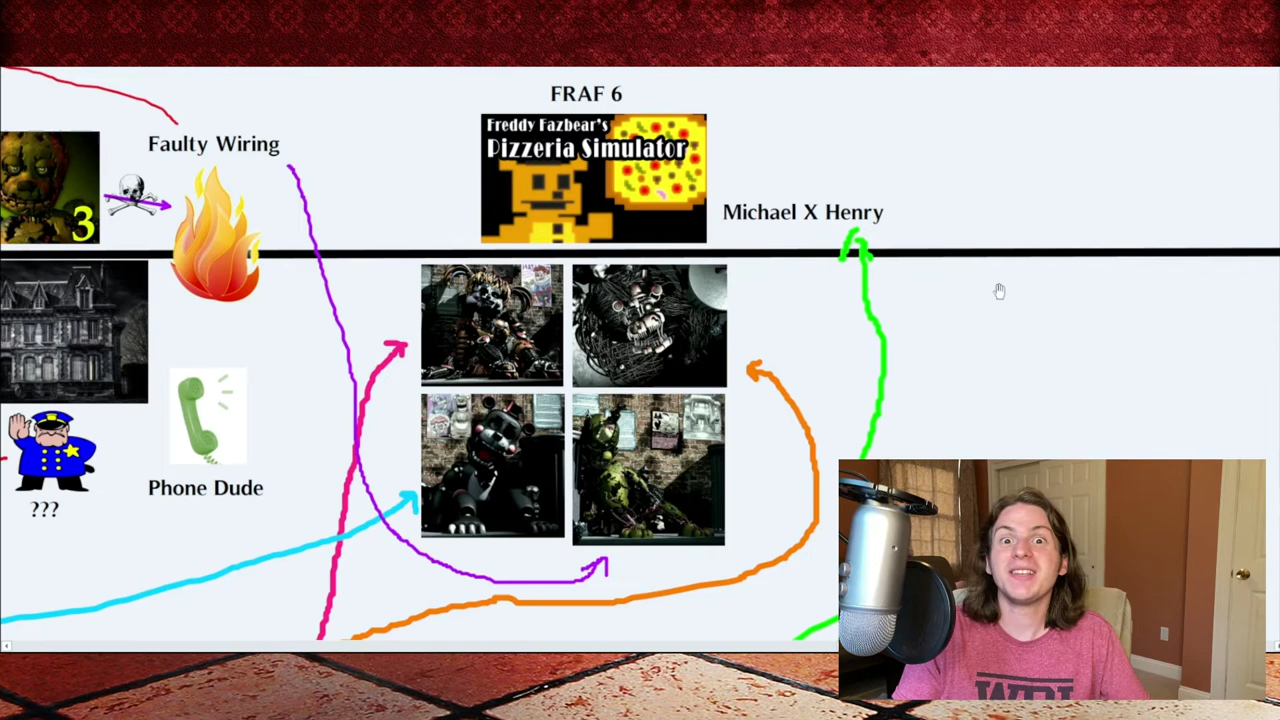 FRAF 6
Freddy Fazbear's
Pizzeria Simulator
Faulty Wiring
3
Michael X Henry
Phone Dude
???